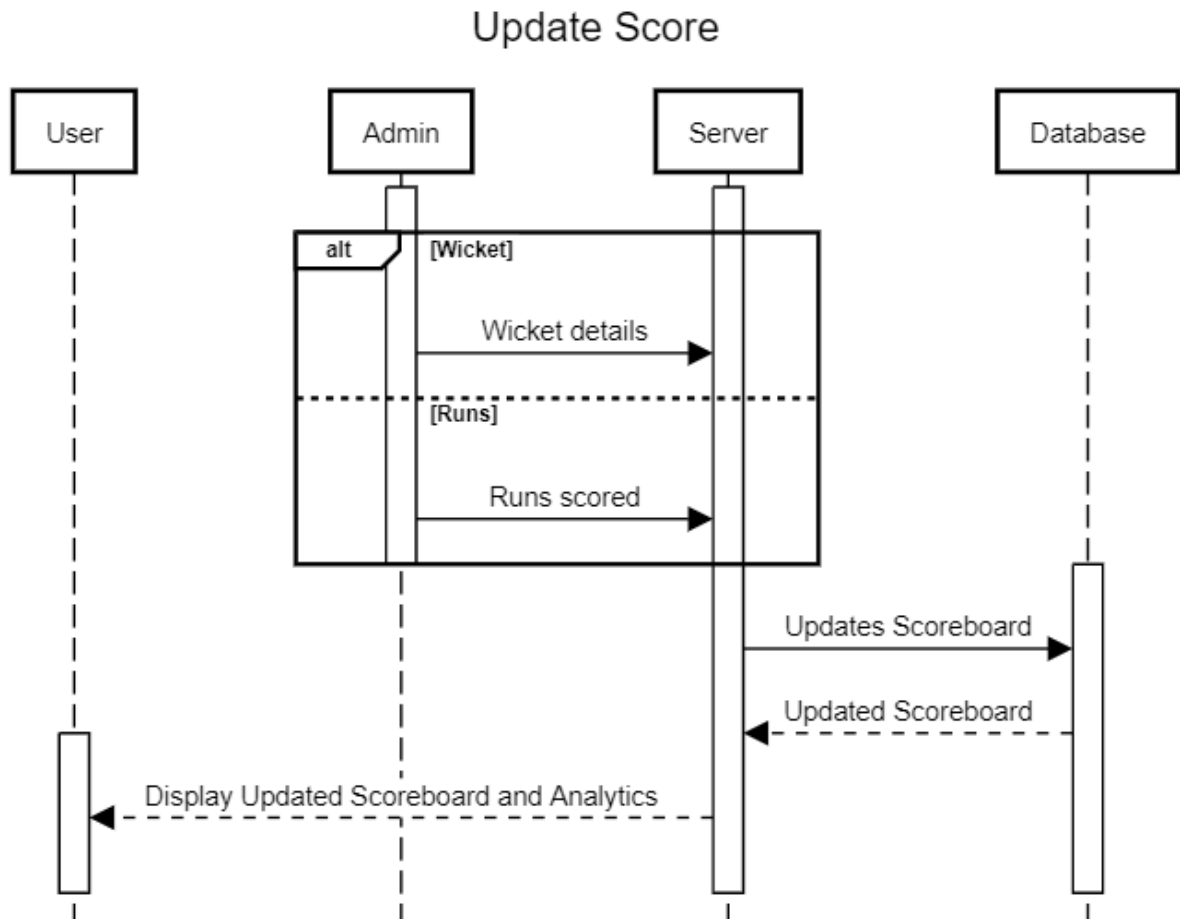 Update Score
User
Admin
Server
Database
alt
[Wicket]
Wicket details
[Runs]
Runs scored
Updates Scoreboard
Updated Scoreboard
Display Updated Scoreboard and Analytics